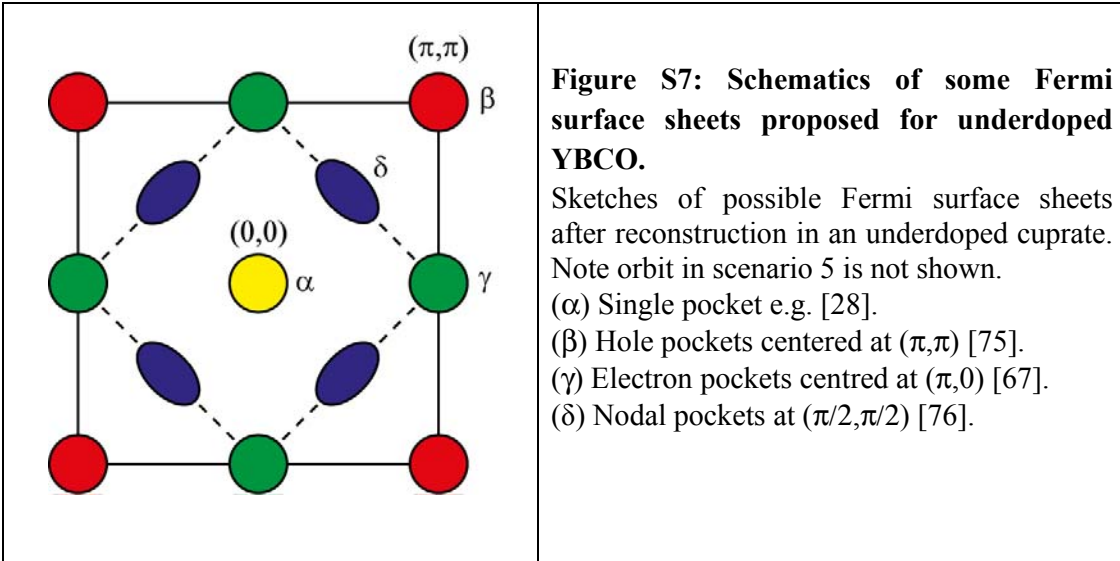 (π,π)
β
δ
(0,0)
α
γ
Figure S7: Schematics of some Fermi
surface sheets proposed for underdoped
YBCO.
Sketches of possible Fermi surface sheets
after reconstruction in an underdoped cuprate.
Note orbit in scenario 5 is not shown.
(α) Single pocket e.g. [28].
(β) Hole pockets centered at (π,π) [75].
(γ) Electron pockets centred at (π,0) [67].
(δ) Nodal pockets at (π/2,π/2) [76].